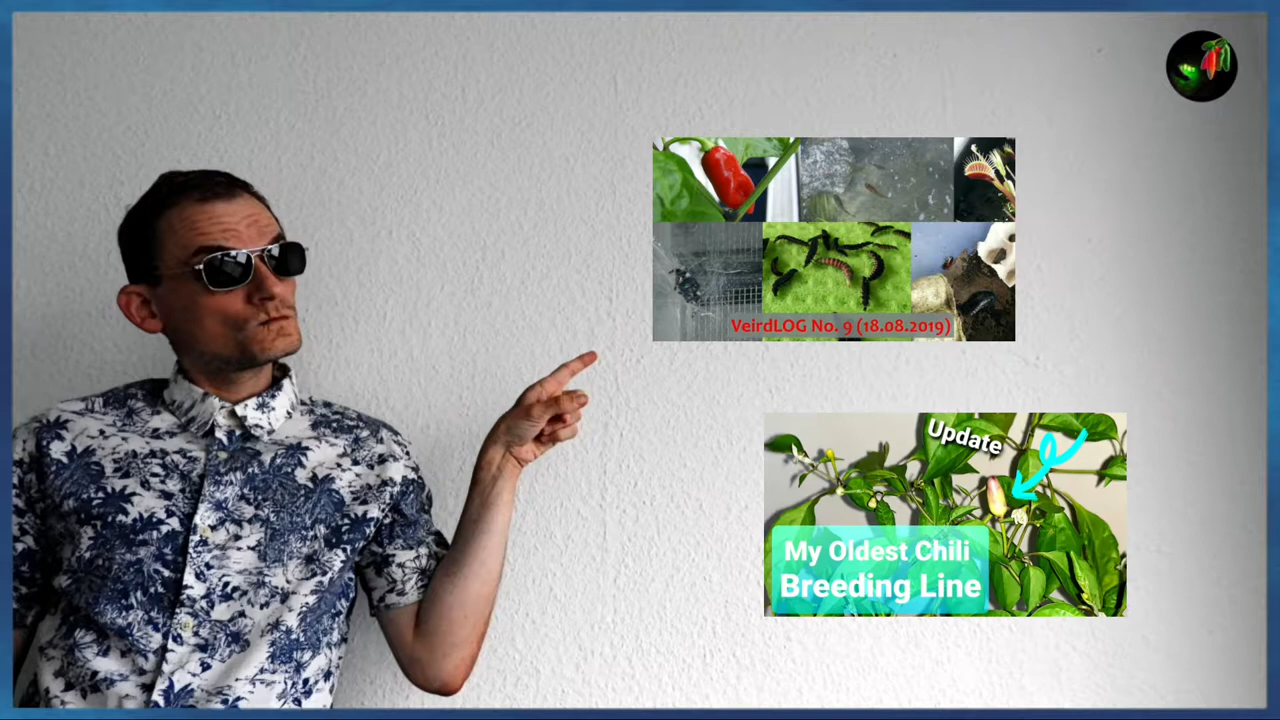 VeirdLOG No. 9 (18.08.2019)
Update
My Oldest Chili
Breeding Line